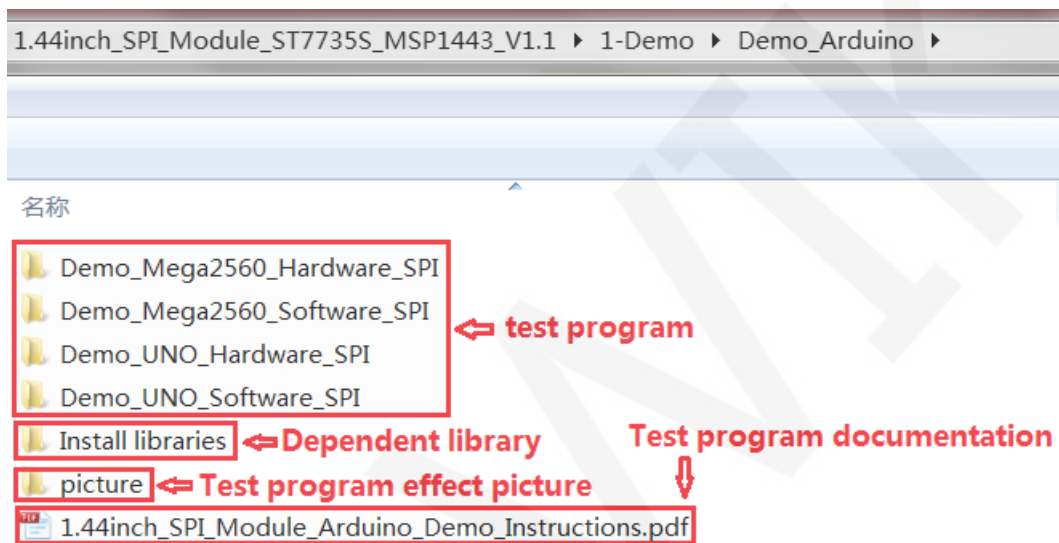 1.44inch_SPI_Module_ST7735S_MSP1443_V1.1 ▸ 1-Demo ▸ Demo_Arduino ▸
名称
Demo_Mega2560_Hardware_SPI
Demo_Mega2560_Software_SPI
test program
Demo_UNO_Hardware_SPI
Demo_UNO_Software_SPI
Install libraries
Dependent library
Test program documentation
picture
Test program effect picture
1.44inch_SPI_Module_Arduino_Demo_Instructions.pdf